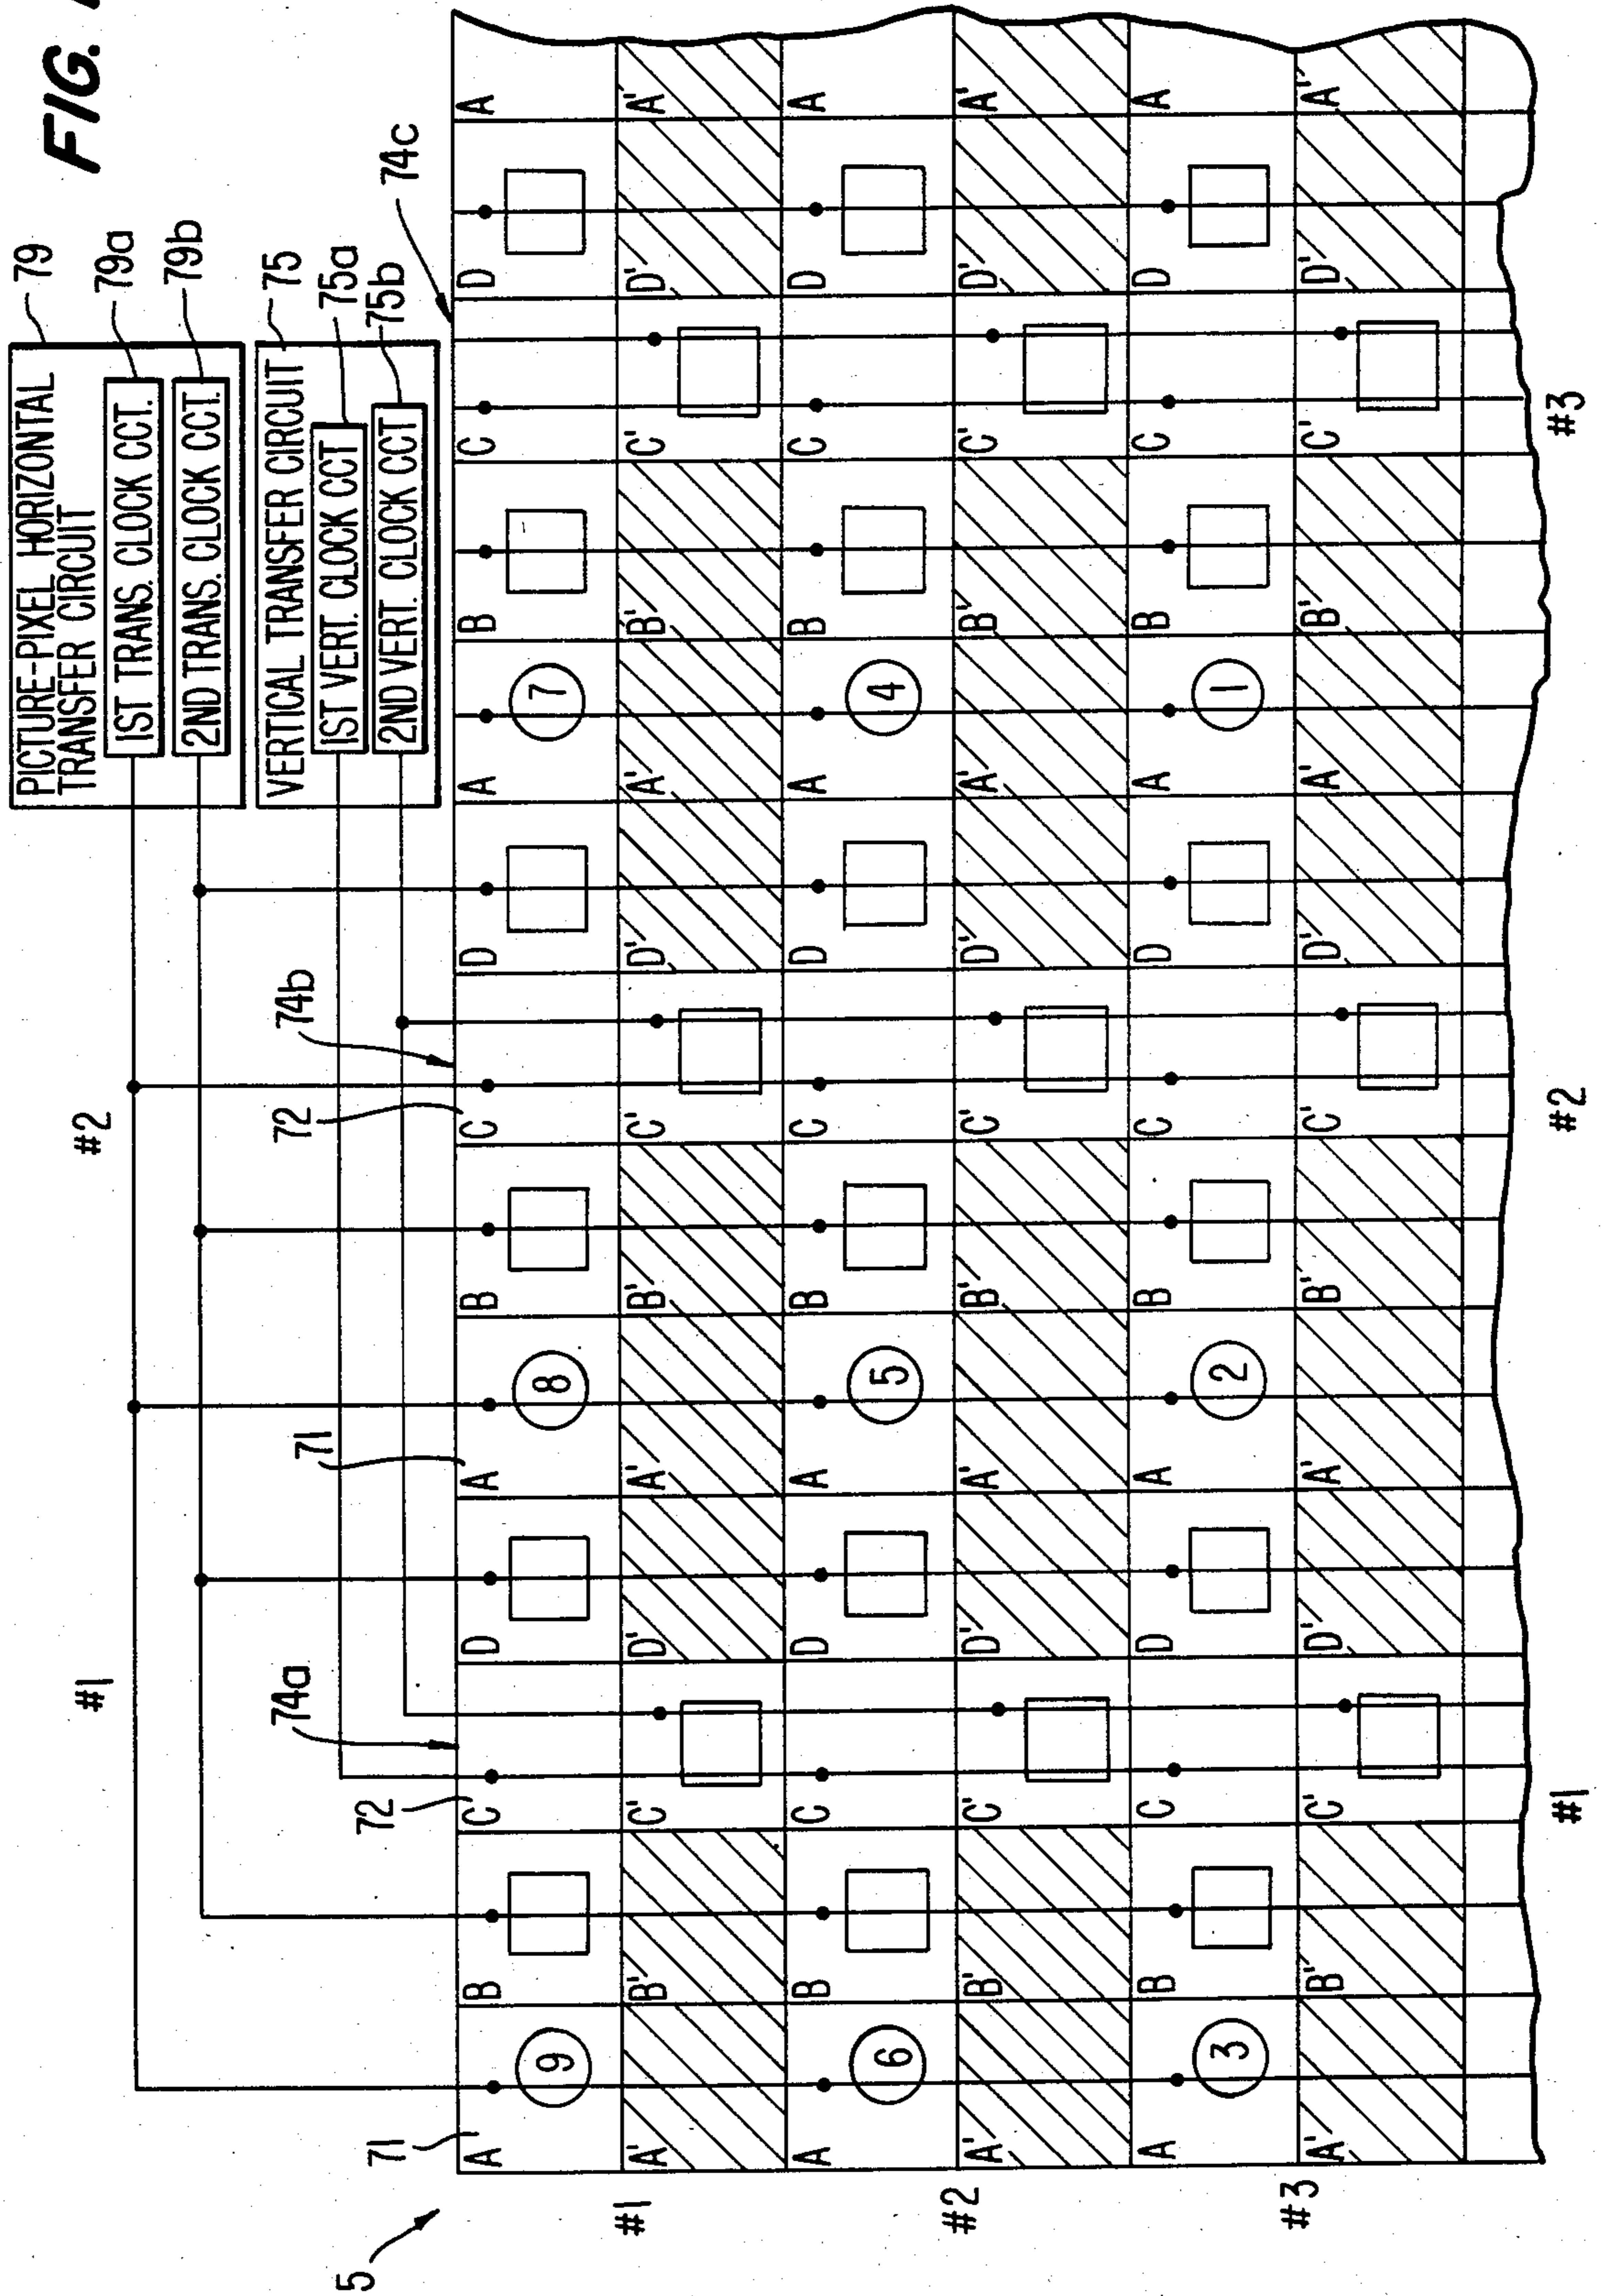 FIG.
PICTURE-PIXEL HORIZONTAL
TRANSFER CIRCUIT
79
#1 #2
1ST TRANS. CLOCK CCT. 79a
2ND TRANS. CLOCK CCT. 79b
VERTICAL TRANSFER CIRCUIT 75
1ST VERT. CLOCK CCT 75a
2ND VERT. CLOCK CCT 75b
5 71 72 74a 71 72 74b 74c
A 9 B C D A 8 B C D A 7 B C D A
#1 A' B' C' D' A' B' C' D' A' B' C' D' A'
A 6 B C D A 5 B C D A 4 B C D A
#2 A' B' C' D' A' B' C' D' A' B' C' D' A'
A 3 B C D A 2 B C D A 1 B C D A
#3 A' B' C' D' A' B' C' D' A' B' C' D' A'
#1 #2 #3